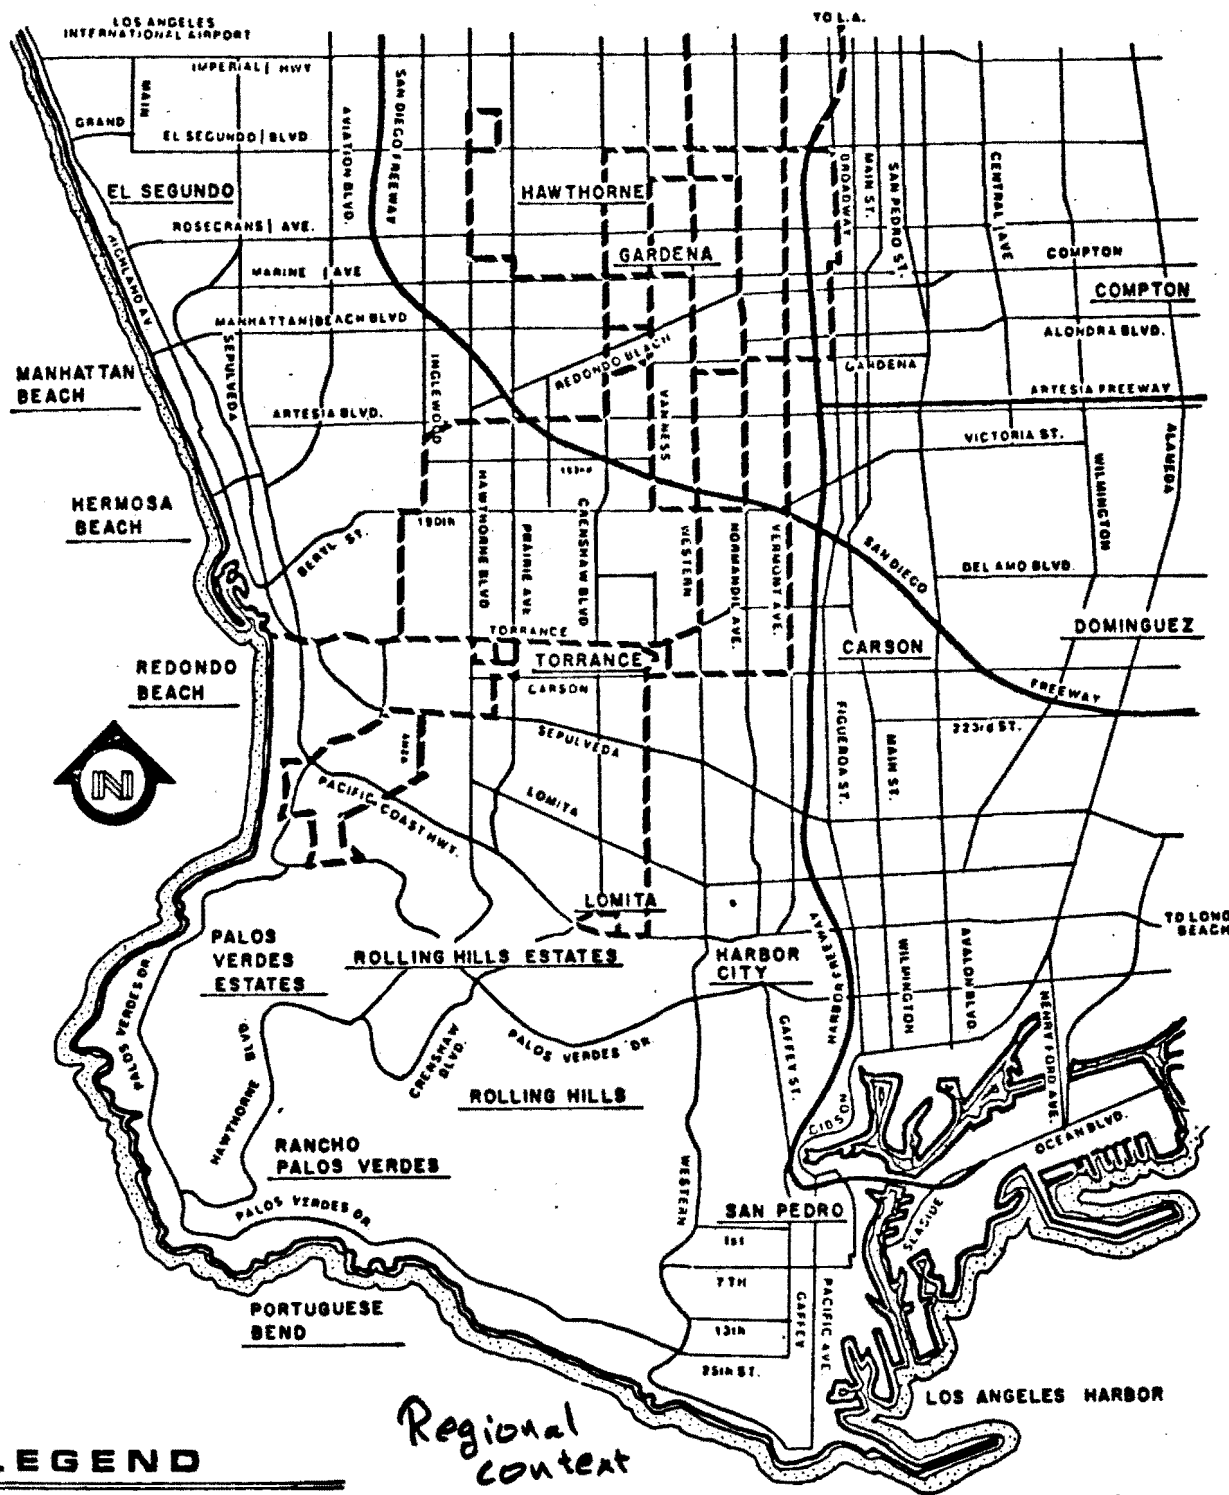 LOS ANGELES
INTERNATIONAL AIRPORT
TO L.A.
IMPERIAL HWY
MAIN
GRAND
EL SEGUNDO BLVD
AVIATION BLVD.
SAN DIEGO FREEWAY
EL SEGUNDO
HAWTHORNE
BROADWAY
MAIN ST.
SAN PEDRO ST.
CENTRAL AVE
ROSECRANS AVE.
HIGHLAND AV
GARDENA
COMPTON
MARINE AVE
COMPTON
MANHATTAN BEACH BLVD
ALONDRA BLVD.
SEPULVEDA
INGLEWOOD
REDONDO BEACH
GARDENA
MANHATTAN
BEACH
ARTESIA FREEWAY
ARTESIA BLVD.
VAN NESS
VICTORIA ST.
ALAMEDA
WILMINGTON
HERMOSA
BEACH
190th
BERYL ST.
HAWTHORNE BLVD
PRAIRIE AVE
CRENSHAW BLVD
WESTERN
NORMANDIE AVE.
VERMONT AVE.
SAN DIEGO
DEL AMO BLVD.
TORRANCE
DOMINGUEZ
CARSON
REDONDO
BEACH
TORRANCE
CARSON
FREEWAY
FIGUEROA ST.
MAIN ST.
223rd ST.
SEPULVEDA
N
ANZA
PACIFIC COAST HWY.
LOMITA
LOMITA
TO LONG
BEACH
PALOS
VERDES
ESTATES
ROLLING HILLS ESTATES
HARBOR
CITY
HARBOR FREEWAY
WILMINGTON
AVALON BLVD.
HENRY FORD AVE.
PALOS VERDES DR.
HAWTHORNE
BLVD
CRENSHAW
BLVD.
PALOS VERDES DR.
GAFFEY ST.
ROLLING HILLS
OCEAN BLVD.
RANCHO
PALOS VERDES
WESTERN
PALOS VERDES DR.
SAN PEDRO
SEASIDE
1st
7TH
PORTUGUESE
BEND
13th
GAFFEY
PACIFIC AVE
25th ST.
LOS ANGELES HARBOR
Regional
context
LEGEND